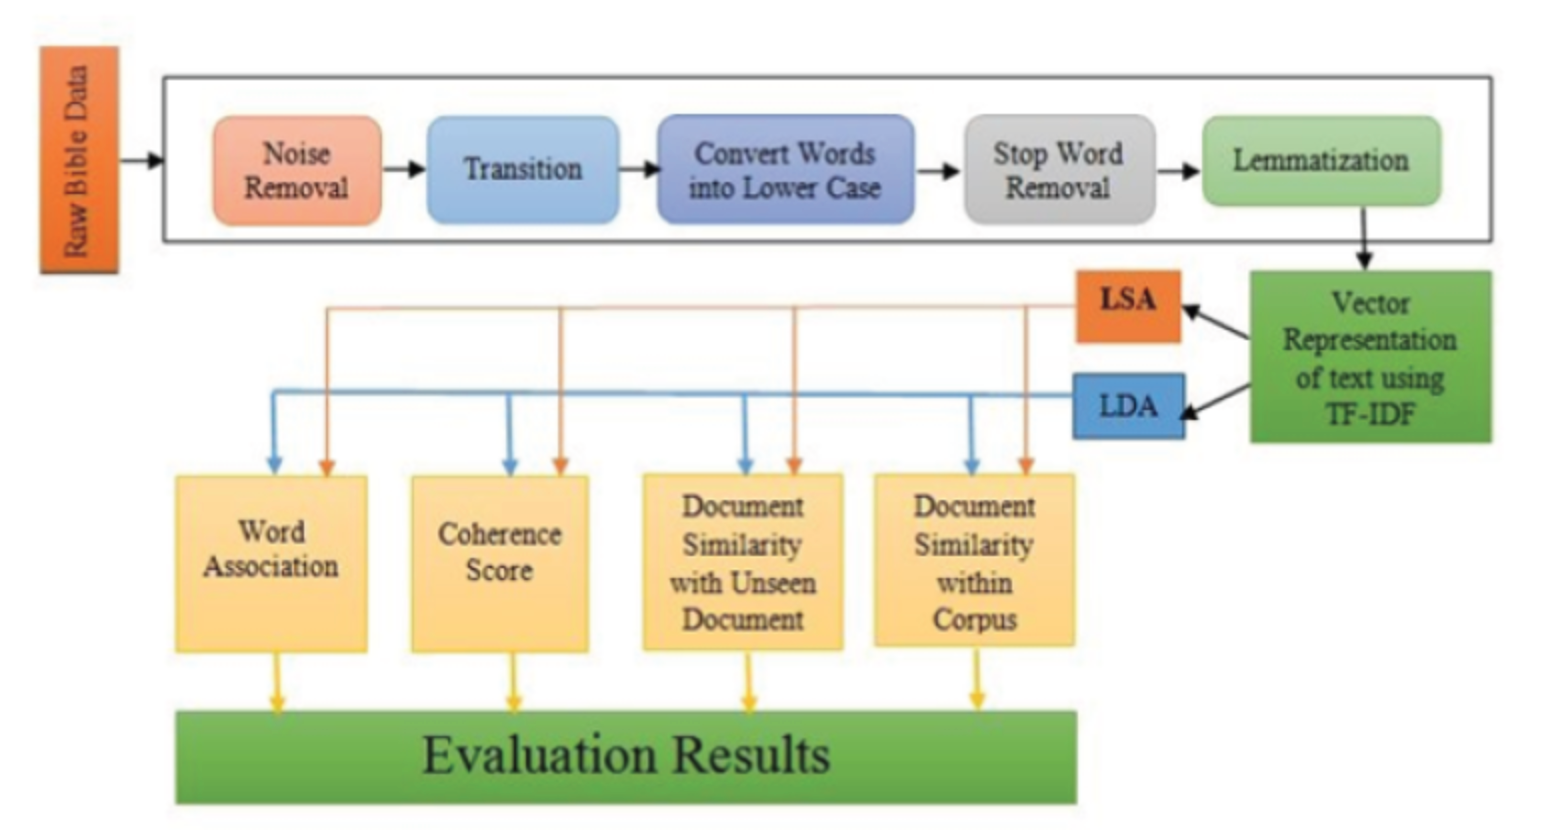 Raw Bible Data
Noise
Removal
Transition
Convert Words
into Lower Case
Stop Word
Removal
Lemmatization
Vector
Representation
of text using
TF-IDF
LSA
LDA
Word
Association
Coherence
Score
Document
Similarity
with Unseen
Document
Document
Similarity
within
Corpus
Evaluation Results